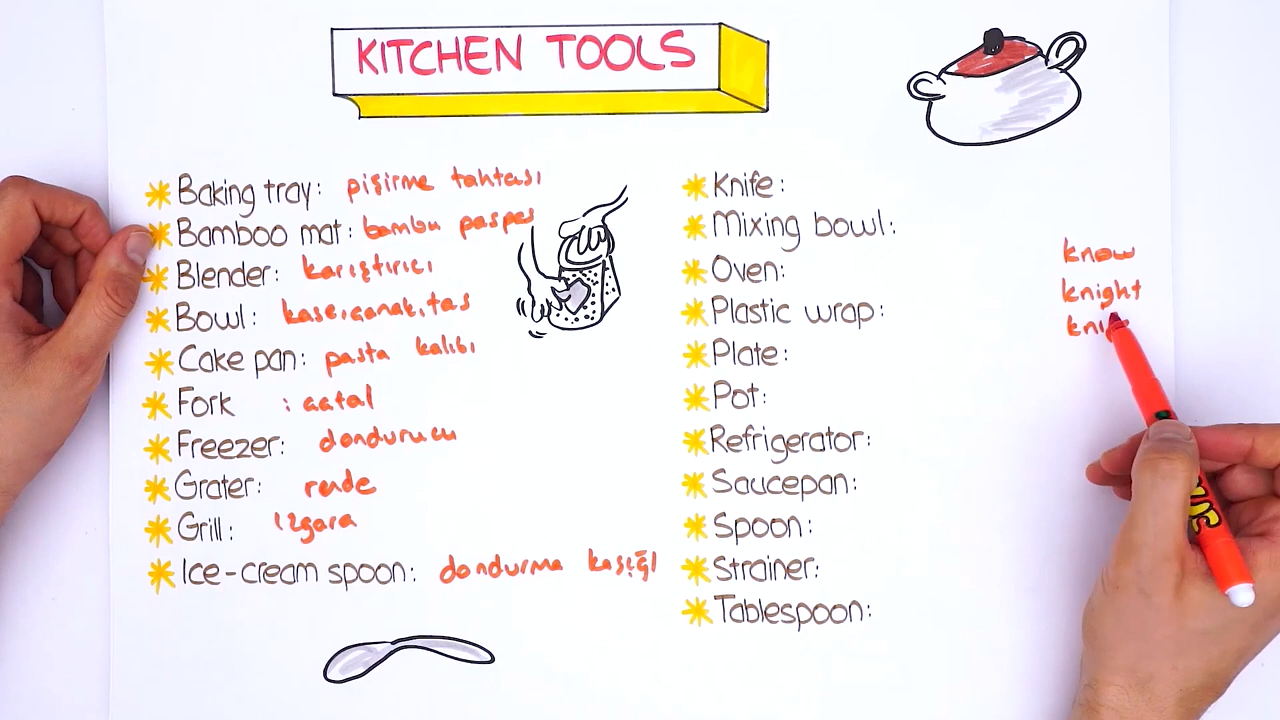 KITCHEN TOOLS
Baking tray: pişirme tahtası
Bamboo mat: bambu paspas
Blender: karıştırıcı
Bowl: kase, çanak, tas
Cake pan: pasta kalıbı
Fork : çatal
Freezer: dondurucu
Grater: rende
Grill: ızgara
Ice-cream spoon: dondurma kaşığı
Knife:
Mixing bowl:
Oven:
Plastic wrap:
Plate:
Pot:
Refrigerator:
Saucepan:
Spoon:
Strainer:
Tablespoon:
know
knight